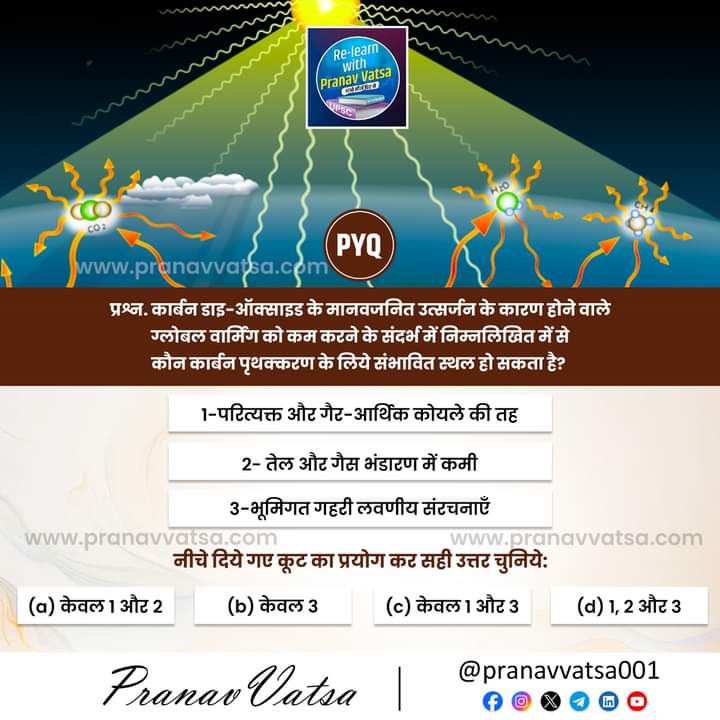 Re-learn
with
Pranav Vatsa
UPSC
CO2
H2O
CH4
PYQ
www.pranavvatsa.com
प्रश्न. कार्बन डाइ-ऑक्साइड के मानवजनित उत्सर्जन के कारण होने वाले
ग्लोबल वार्मिंग को कम करने के संदर्भ में निम्नलिखित में से
कौन कार्बन पृथक्करण के लिये संभावित स्थल हो सकता है?
1-परित्यक्त और गैर-आर्थिक कोयले की तह
2- तेल और गैस भंडारण में कमी
3-भूमिगत गहरी लवणीय संरचनाएँ
www.pranavvatsa.com www.pranavvatsa.com
नीचे दिये गए कूट का प्रयोग कर सही उत्तर चुनिये:
(a) केवल 1 और 2 (b) केवल 3 (c) केवल 1 और 3 (d) 1, 2 और 3
Pranav Vatsa
@pranavvatsa001